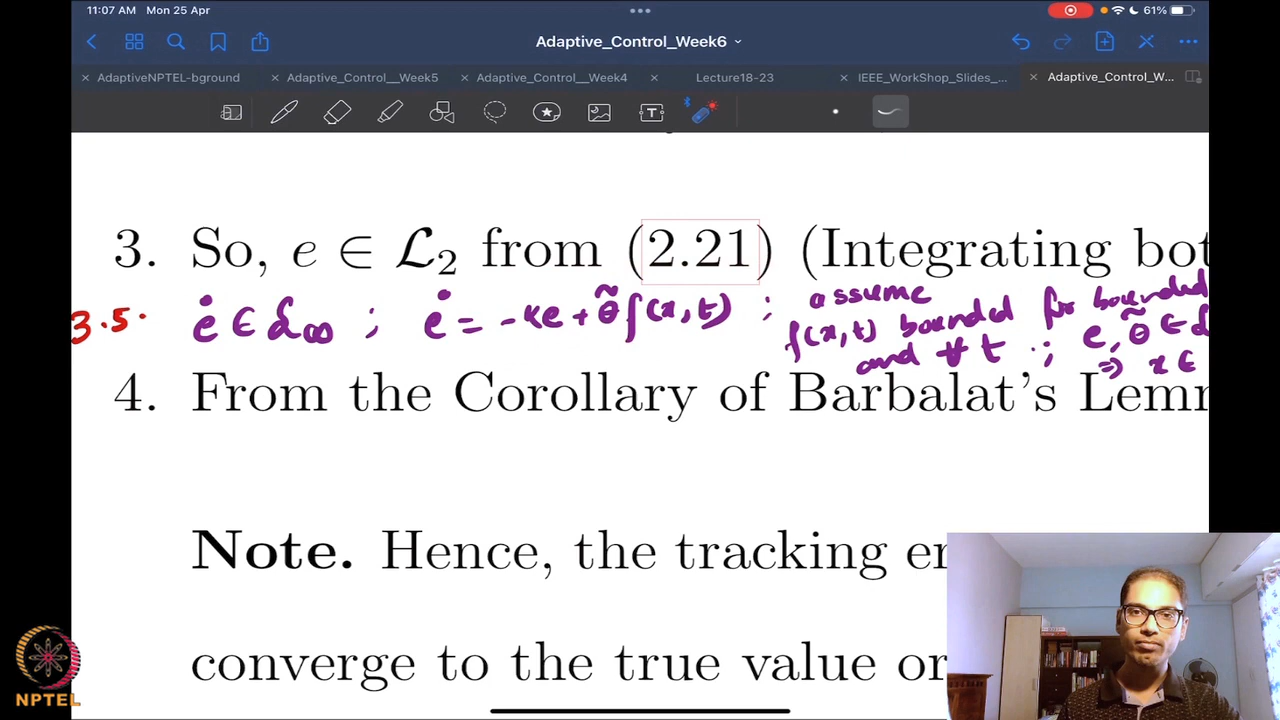 11:07 AM Mon 25 Apr
61%
Adaptive_Control_Week6
AdaptiveNPTEL-bground
Adaptive_Control__Week5
Adaptive_Control__Week4
Lecture18-23
IEEE_WorkShop_Slides_...
Adaptive_Control_W...
3. So, e ∈ ℒ₂ from (2.21) (Integrating bot
3.5. ė ∈ ℒ∞ ; ė = -ke + θ̃f(x,t) ; assume
f(x,t) bounded for bounded
and ∀ t ∵ e, θ̃ ∈ ℒ
⇒ x ∈
4. From the Corollary of Barbalat's Lemm
Note. Hence, the tracking er
converge to the true value or
NPTEL